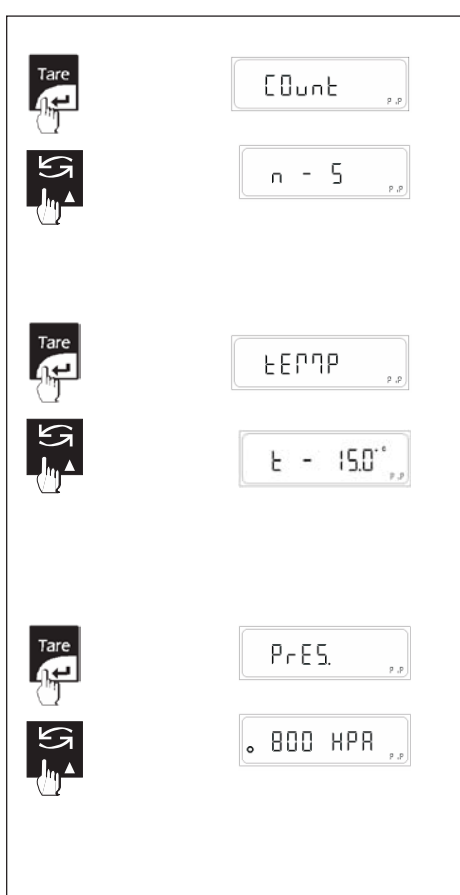 Tare
COunt
P.P
n - 5
P.P
Tare
tEMP
P.P
t - 15.0°C
P.P
Tare
PrES.
P.P
800 HPA
P.P